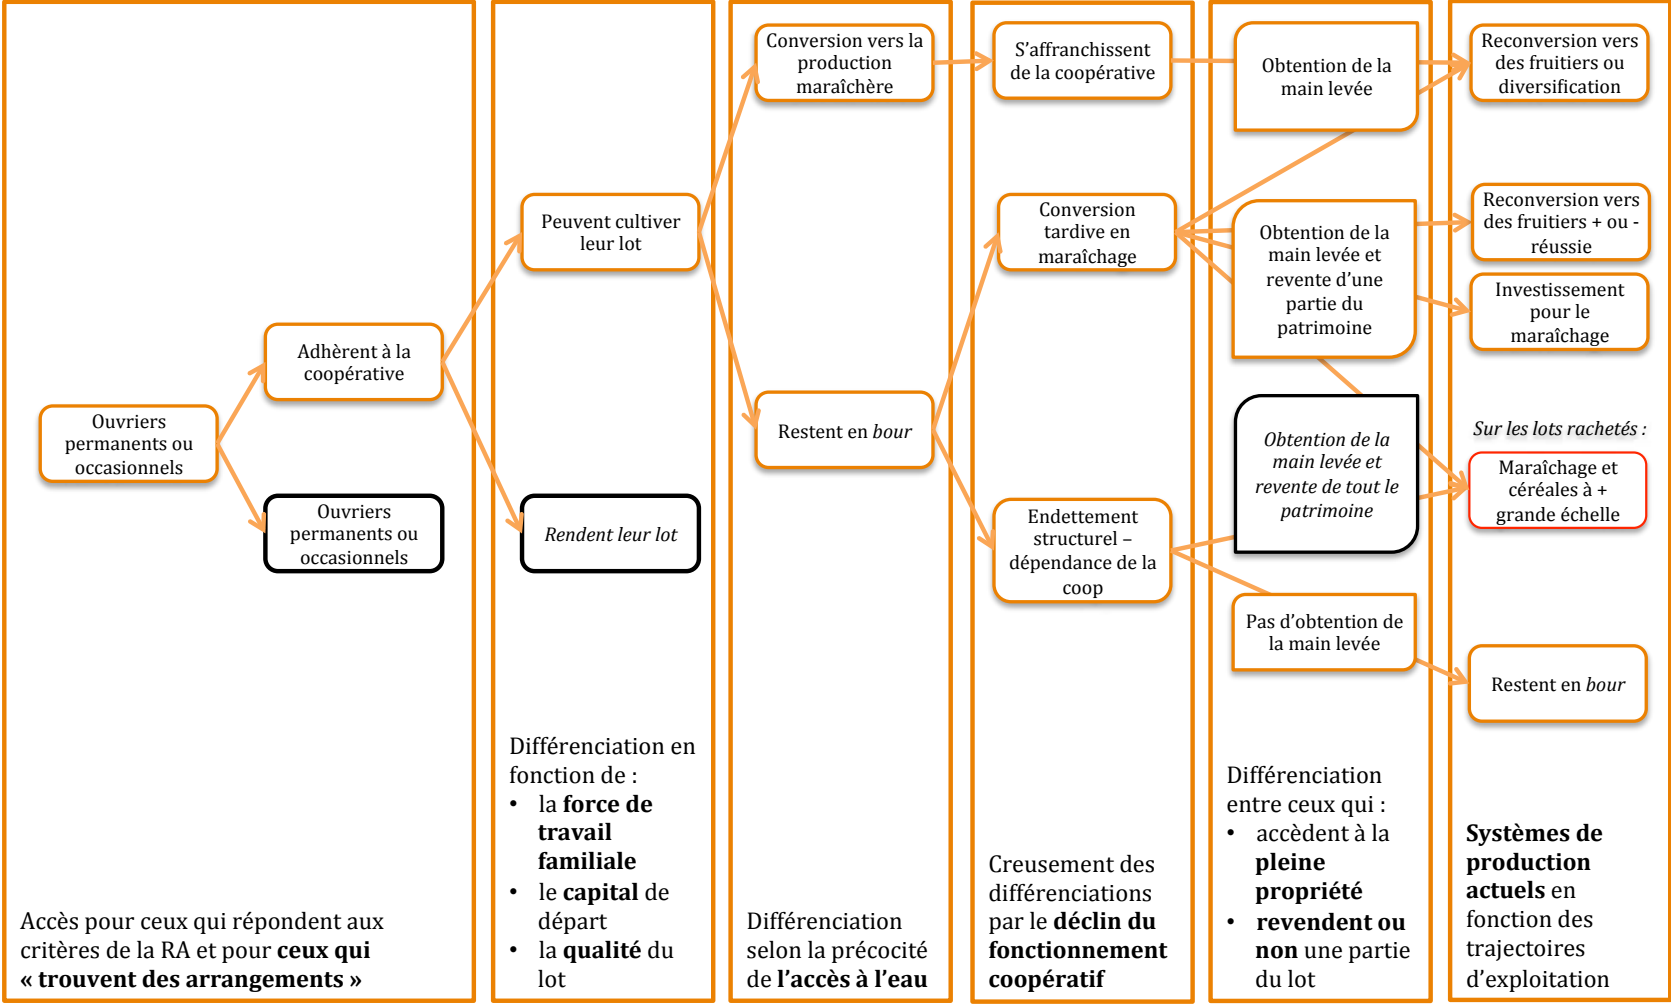 Ouvriers
permanents ou
occasionnels
Adhèrent à la
coopérative
Ouvriers
permanents ou
occasionnels
Accès pour ceux qui répondent aux
critères de la RA et pour ceux qui
« trouvent des arrangements »
Peuvent cultiver
leur lot
Rendent leur lot
Différenciation en
fonction de :
• la force de
travail
familiale
• le capital de
départ
• la qualité du
lot
Conversion vers la
production
maraîchère
Restent en bour
Différenciation
selon la précocité
de l’accès à l’eau
S’affranchissent
de la coopérative
Conversion
tardive en
maraîchage
Endettement
structurel –
dépendance de la
coop
Creusement des
différenciations
par le déclin du
fonctionnement
coopératif
Obtention de la
main levée
Obtention de la
main levée et
revente d’une
partie du
patrimoine
Obtention de la
main levée et
revente de tout le
patrimoine
Pas d’obtention de
la main levée
Différenciation
entre ceux qui :
• accèdent à la
pleine
propriété
• revendent ou
non une partie
du lot
Reconversion vers
des fruitiers ou
diversification
Reconversion vers
des fruitiers + ou -
réussie
Investissement
pour le
maraîchage
Sur les lots rachetés :
Maraîchage et
céréales à +
grande échelle
Restent en bour
Systèmes de
production
actuels en
fonction des
trajectoires
d’exploitation